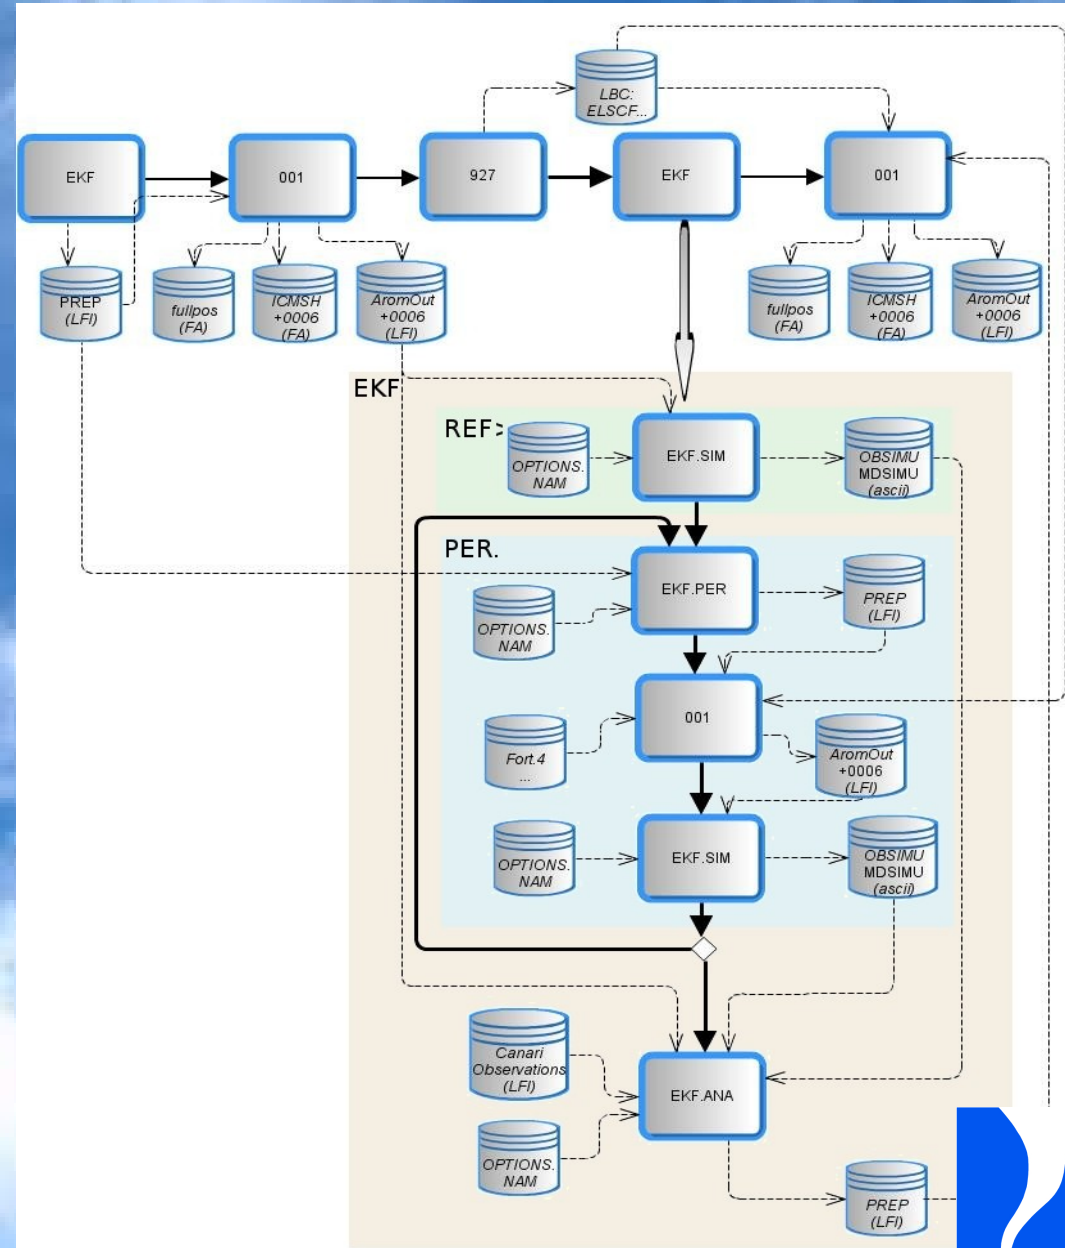 LBC:
ELSCF...
EKF
001
927
EKF
001
PREP
(LFI)
fullpos
(FA)
ICMSH
+0006
(FA)
AromOut
+0006
(LFI)
fullpos
(FA)
ICMSH
+0006
(FA)
AromOut
+0006
(LFI)
EKF
REF
OPTIONS.
NAM
EKF.SIM
OBSIMU
MDSIMU
(ascii)
PER.
EKF.PER
PREP
(LFI)
OPTIONS.
NAM
001
Fort.4
...
AromOut
+0006
(LFI)
OPTIONS.
NAM
EKF.SIM
OBSIMU
MDSIMU
(ascii)
Canari
Observations
(LFI)
EKF.ANA
OPTIONS.
NAM
PREP
(LFI)